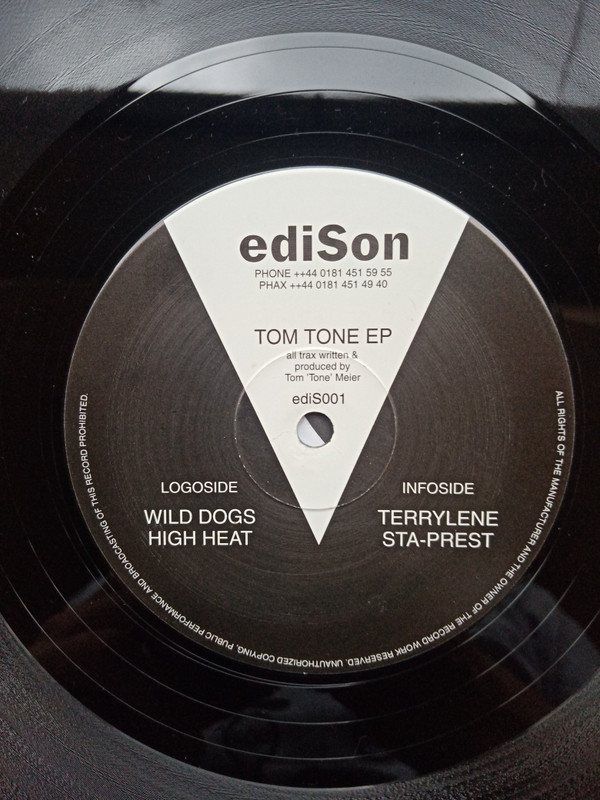 ediSon
PHONE ++44 0181 451 59 55
PHAX ++44 0181 451 49 40
TOM TONE EP
all trax written &
produced by
Tom 'Tone' Meier
ediS001
LOGOSIDE
WILD DOGS
HIGH HEAT
INFOSIDE
TERRYLENE
STA-PREST
ALL RIGHTS OF THE MANUFACTURER AND THE OWNER OF THE RECORD WORK RESERVED. UNAUTHORIZED COPYING, PUBLIC PERFORMANCE AND BROADCASTING OF THIS RECORD PROHIBITED.